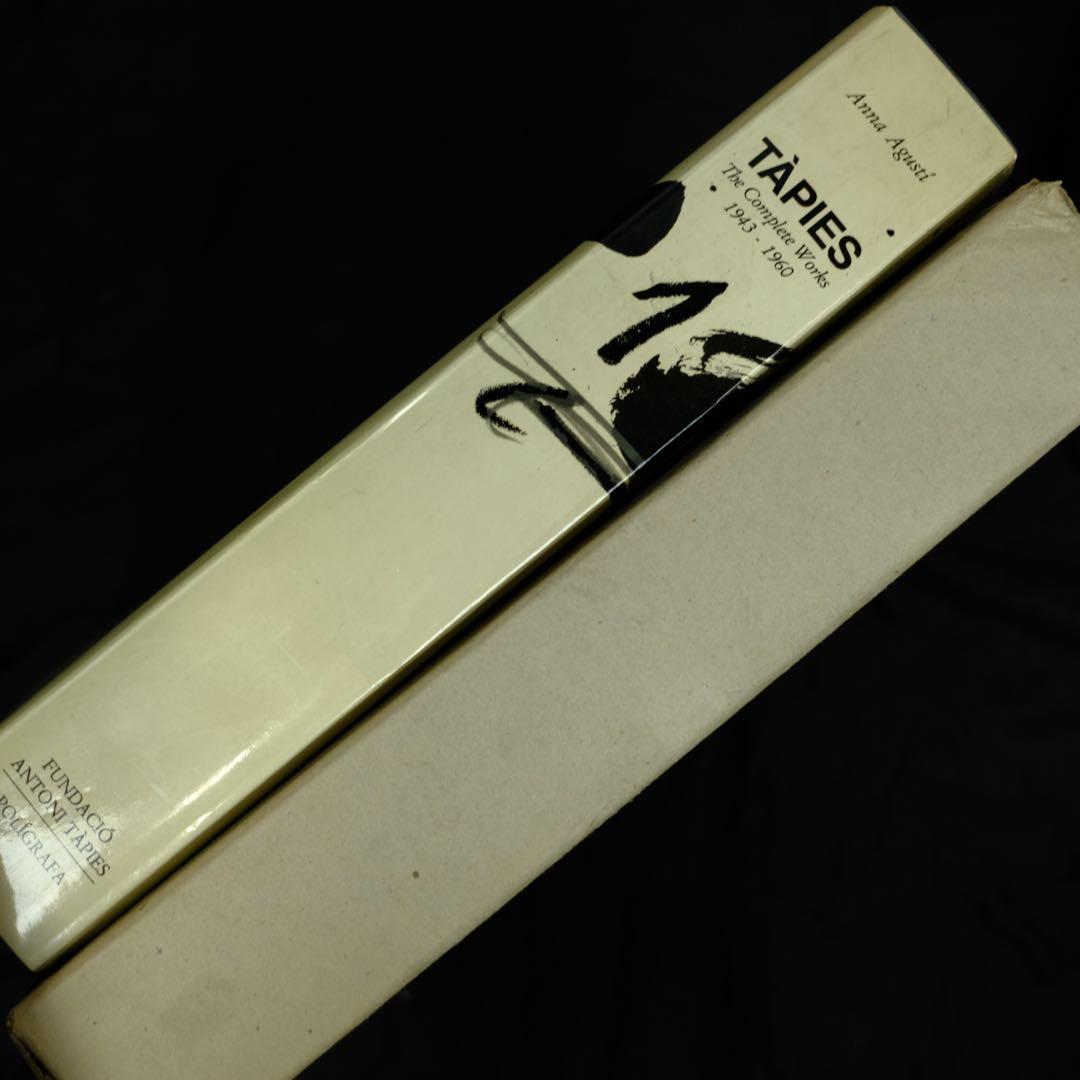 Anna Agustí
TÀPIES
The Complete Works
1943 - 1960
1
FUNDACIÓ
ANTONI TÀPIES
POLÍGRAFA